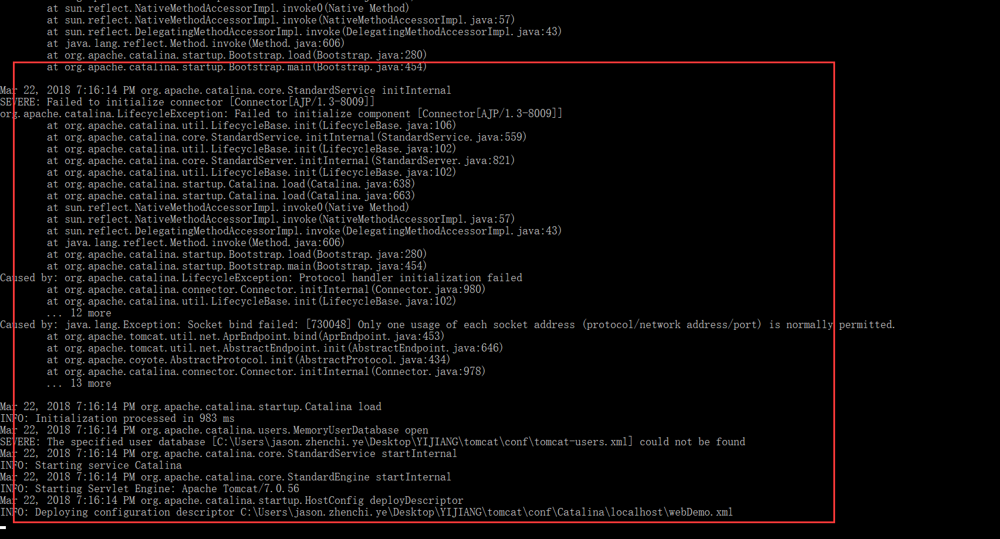 at sun.reflect.NativeMethodAccessorImpl.invoke0(Native Method)
at sun.reflect.NativeMethodAccessorImpl.invoke(NativeMethodAccessorImpl.java:57)
at sun.reflect.DelegatingMethodAccessorImpl.invoke(DelegatingMethodAccessorImpl.java:43)
at java.lang.reflect.Method.invoke(Method.java:606)
at org.apache.catalina.startup.Bootstrap.load(Bootstrap.java:280)
at org.apache.catalina.startup.Bootstrap.main(Bootstrap.java:454)
Mar 22, 2018 7:16:14 PM org.apache.catalina.core.StandardService initInternal
SEVERE: Failed to initialize connector [Connector[AJP/1.3-8009]]
org.apache.catalina.LifecycleException: Failed to initialize component [Connector[AJP/1.3-8009]]
at org.apache.catalina.util.LifecycleBase.init(LifecycleBase.java:106)
at org.apache.catalina.core.StandardService.initInternal(StandardService.java:559)
at org.apache.catalina.util.LifecycleBase.init(LifecycleBase.java:102)
at org.apache.catalina.core.StandardServer.initInternal(StandardServer.java:821)
at org.apache.catalina.util.LifecycleBase.init(LifecycleBase.java:102)
at org.apache.catalina.startup.Catalina.load(Catalina.java:638)
at org.apache.catalina.startup.Catalina.load(Catalina.java:663)
at sun.reflect.NativeMethodAccessorImpl.invoke0(Native Method)
at sun.reflect.NativeMethodAccessorImpl.invoke(NativeMethodAccessorImpl.java:57)
at sun.reflect.DelegatingMethodAccessorImpl.invoke(DelegatingMethodAccessorImpl.java:43)
at java.lang.reflect.Method.invoke(Method.java:606)
at org.apache.catalina.startup.Bootstrap.load(Bootstrap.java:280)
at org.apache.catalina.startup.Bootstrap.main(Bootstrap.java:454)
Caused by: org.apache.catalina.LifecycleException: Protocol handler initialization failed
at org.apache.catalina.connector.Connector.initInternal(Connector.java:980)
at org.apache.catalina.util.LifecycleBase.init(LifecycleBase.java:102)
... 12 more
Caused by: java.lang.Exception: Socket bind failed: [730048] Only one usage of each socket address (protocol/network address/port) is normally permitted.
at org.apache.tomcat.util.net.AprEndpoint.bind(AprEndpoint.java:453)
at org.apache.tomcat.util.net.AbstractEndpoint.init(AbstractEndpoint.java:646)
at org.apache.coyote.AbstractProtocol.init(AbstractProtocol.java:434)
at org.apache.catalina.connector.Connector.initInternal(Connector.java:978)
... 13 more
Mar 22, 2018 7:16:14 PM org.apache.catalina.startup.Catalina load
INFO: Initialization processed in 983 ms
Mar 22, 2018 7:16:14 PM org.apache.catalina.users.MemoryUserDatabase open
SEVERE: The specified user database [C:\Users\jason.zhenchi.ye\Desktop\YIJIANG\tomcat\conf\tomcat-users.xml] could not be found
Mar 22, 2018 7:16:14 PM org.apache.catalina.core.StandardService startInternal
INFO: Starting service Catalina
Mar 22, 2018 7:16:14 PM org.apache.catalina.core.StandardEngine startInternal
INFO: Starting Servlet Engine: Apache Tomcat/7.0.56
Mar 22, 2018 7:16:14 PM org.apache.catalina.startup.HostConfig deployDescriptor
INFO: Deploying configuration descriptor C:\Users\jason.zhenchi.ye\Desktop\YIJIANG\tomcat\conf\Catalina\localhost\webDemo.xml